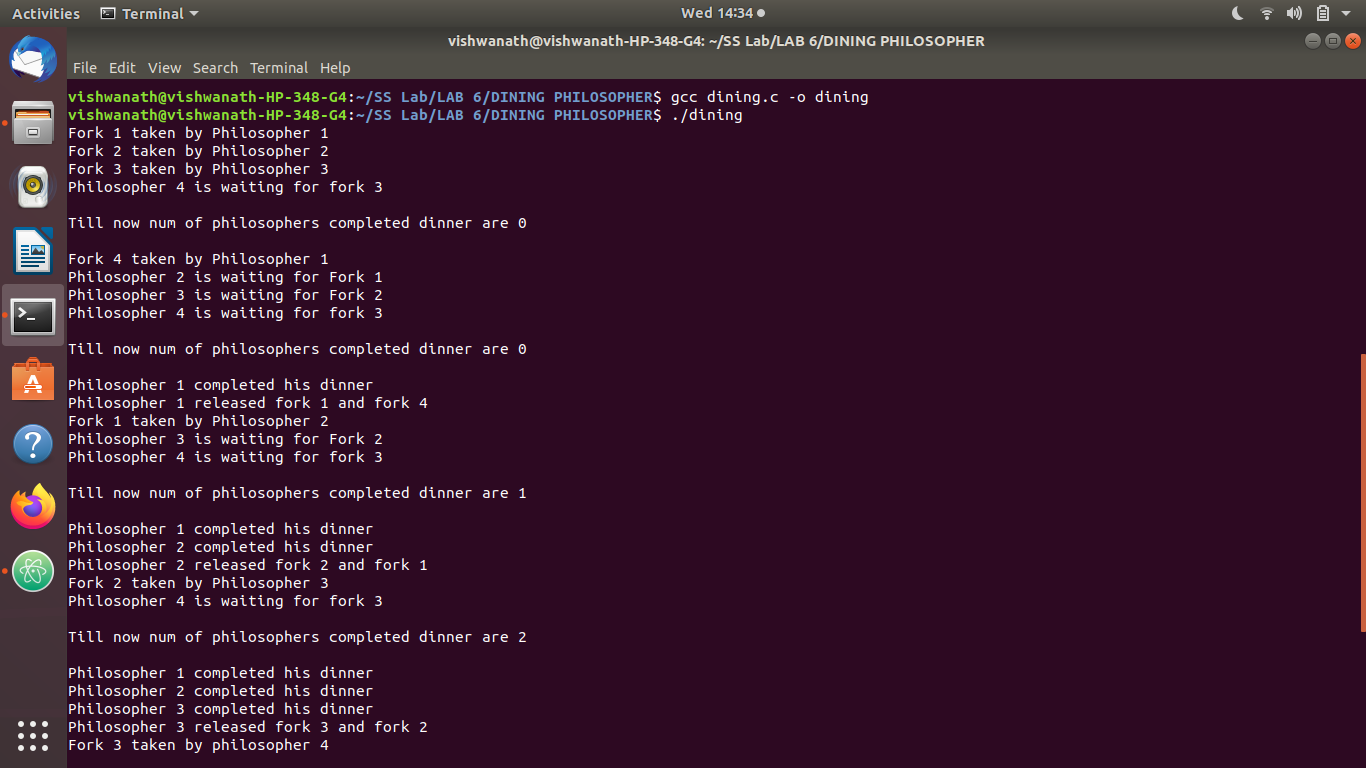 Activities Terminal Wed 14:34
vishwanath@vishwanath-HP-348-G4: ~/SS Lab/LAB 6/DINING PHILOSOPHER
File Edit View Search Terminal Help
vishwanath@vishwanath-HP-348-G4:~/SS Lab/LAB 6/DINING PHILOSOPHER$ gcc dining.c -o dining
vishwanath@vishwanath-HP-348-G4:~/SS Lab/LAB 6/DINING PHILOSOPHER$ ./dining
Fork 1 taken by Philosopher 1
Fork 2 taken by Philosopher 2
Fork 3 taken by Philosopher 3
Philosopher 4 is waiting for fork 3
Till now num of philosophers completed dinner are 0
Fork 4 taken by Philosopher 1
Philosopher 2 is waiting for Fork 1
Philosopher 3 is waiting for Fork 2
Philosopher 4 is waiting for fork 3
Till now num of philosophers completed dinner are 0
Philosopher 1 completed his dinner
Philosopher 1 released fork 1 and fork 4
Fork 1 taken by Philosopher 2
Philosopher 3 is waiting for Fork 2
Philosopher 4 is waiting for fork 3
Till now num of philosophers completed dinner are 1
Philosopher 1 completed his dinner
Philosopher 2 completed his dinner
Philosopher 2 released fork 2 and fork 1
Fork 2 taken by Philosopher 3
Philosopher 4 is waiting for fork 3
Till now num of philosophers completed dinner are 2
Philosopher 1 completed his dinner
Philosopher 2 completed his dinner
Philosopher 3 completed his dinner
Philosopher 3 released fork 3 and fork 2
Fork 3 taken by philosopher 4